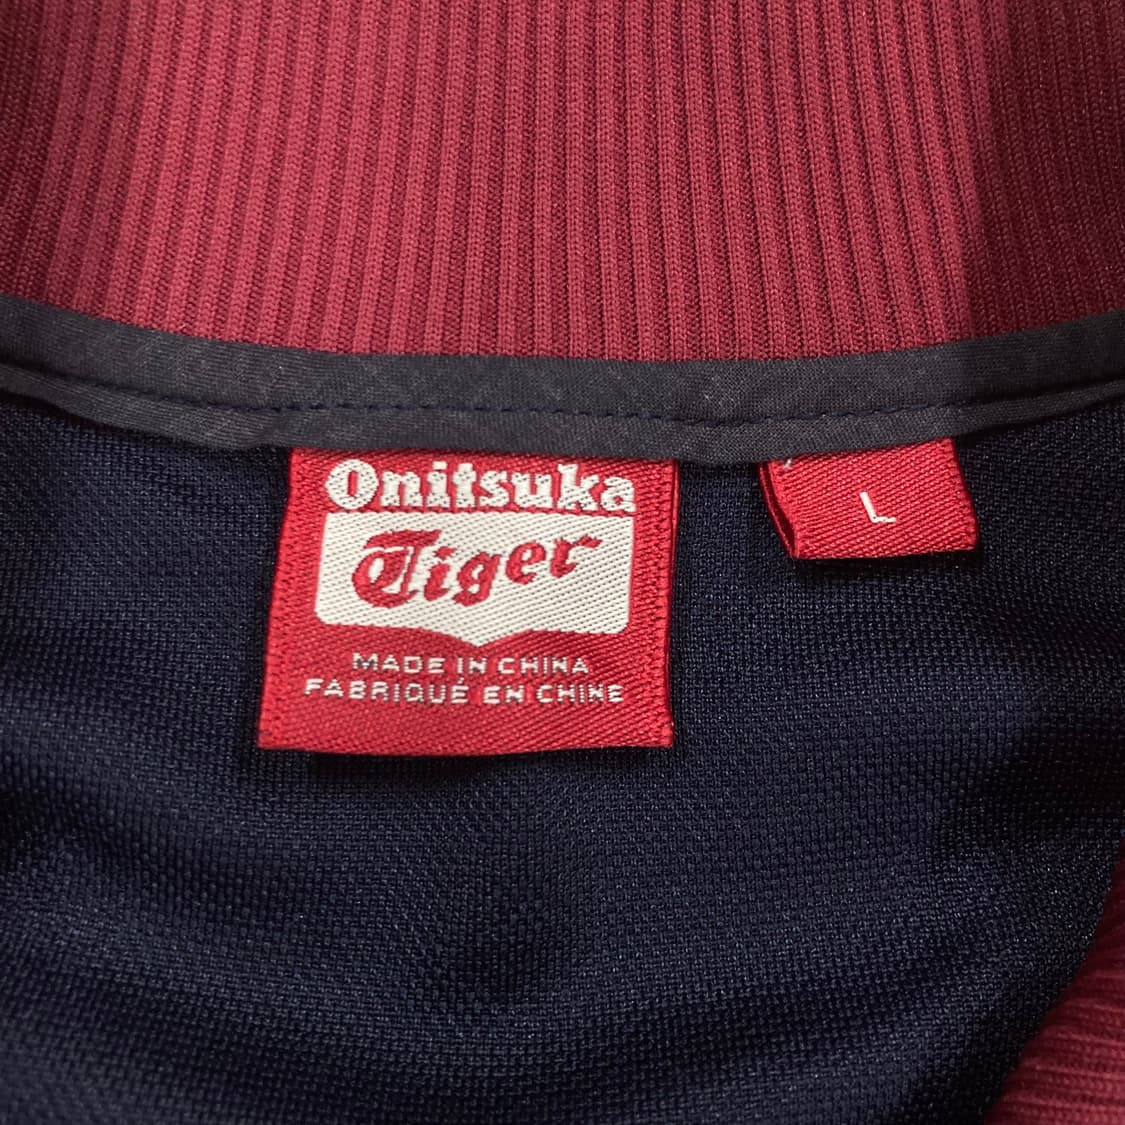 Onitsuka
Tiger
MADE IN CHINA
FABRIQUÉ EN CHINE
L